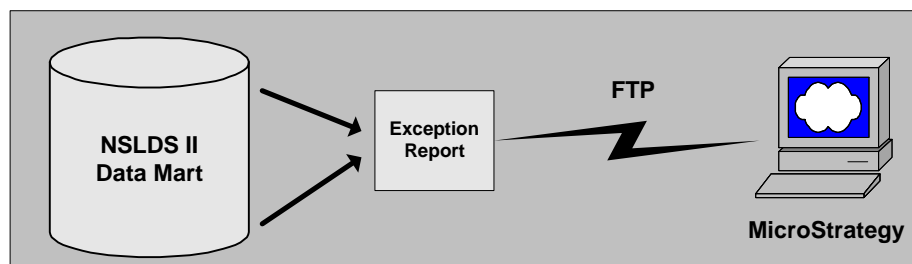 NSLDS II
Data Mart
Exception
Report
FTP
MicroStrategy